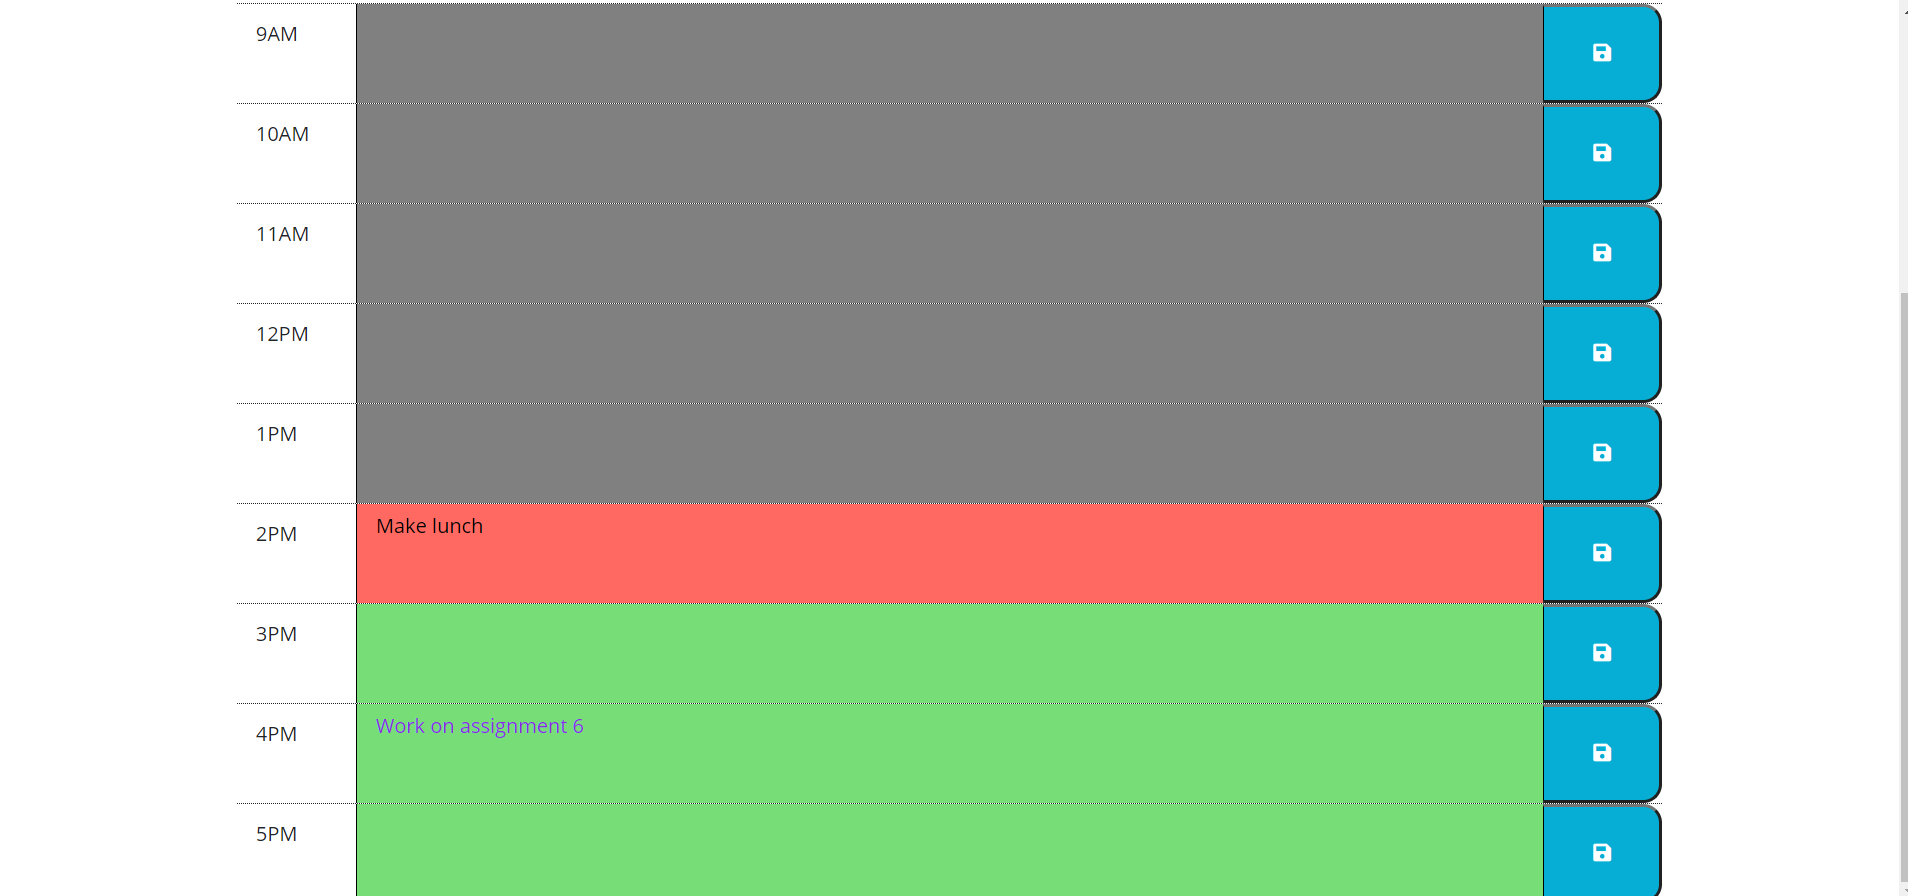 9AM
10AM
11AM
12PM
1PM
2PM
Make lunch
3PM
4PM
Work on assignment 6
5PM